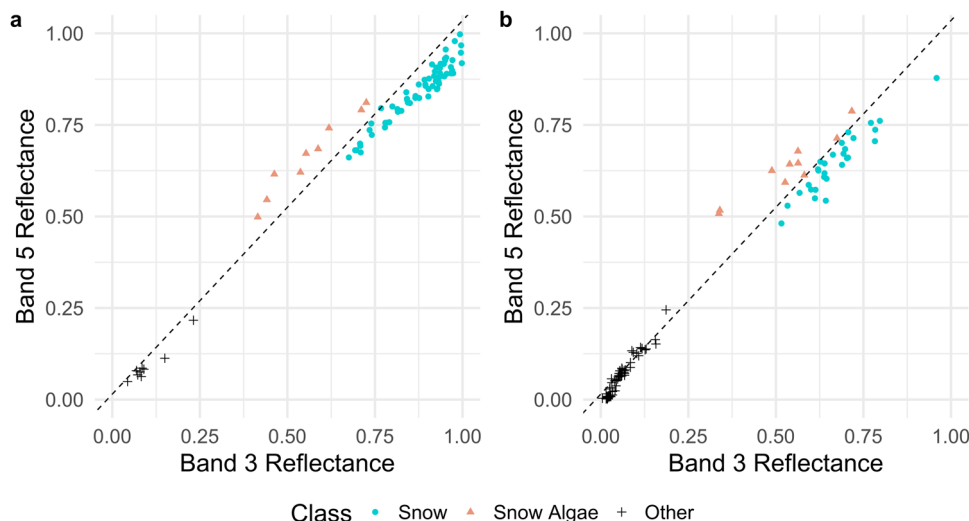 a
b
1.00
0.75
0.50
0.25
0.00
Band 5 Reflectance
0.00 0.25 0.50 0.75 1.00
Band 3 Reflectance
1.00
0.75
0.50
0.25
0.00
Band 5 Reflectance
0.00 0.25 0.50 0.75 1.00
Band 3 Reflectance
Class Snow Snow Algae Other